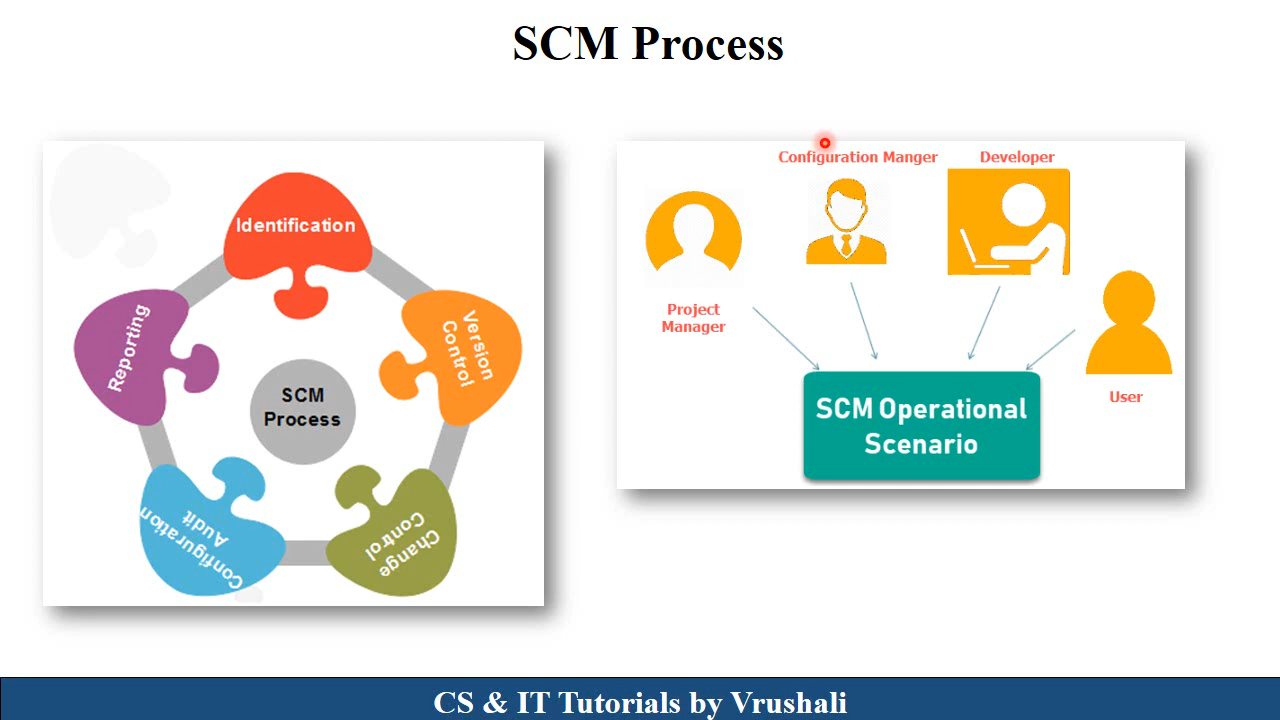 SCM Process
Identification
Version
Control
Change
Control
Configuration
Audit
Reporting
SCM
Process
Configuration Manger
Developer
Project
Manager
User
SCM Operational
Scenario
CS & IT Tutorials by Vrushali